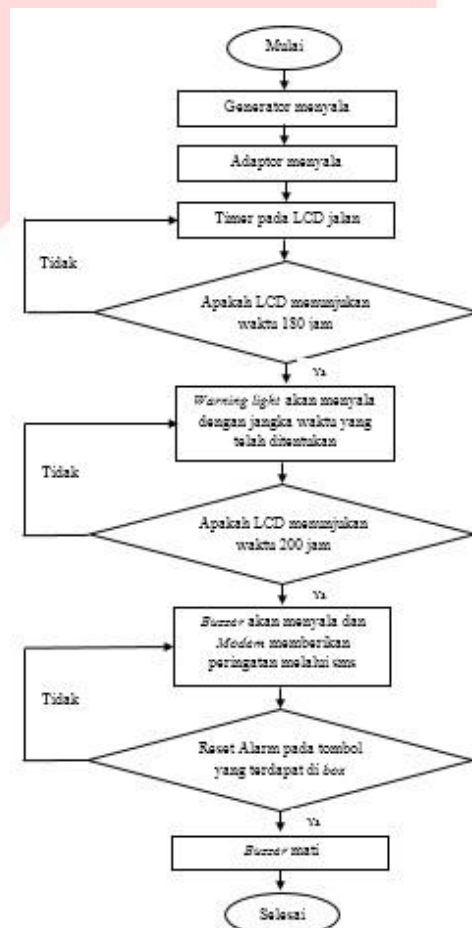 Mulai
Generator menyala
Adaptor menyala
Timer pada LCD jalan
Tidak
Apakah LCD menunjukan
waktu 180 jam
Ya
Warning light akan menyala
dengan jangka waktu yang
telah ditentukan
Tidak
Apakah LCD menunjukan
waktu 200 jam
Ya
Buzzer akan menyala dan
Modem memberikan
peringatan melalui sms
Tidak
Reset Alarm pada tombol
yang terdapat di box
Ya
Buzzer mati
Selesai